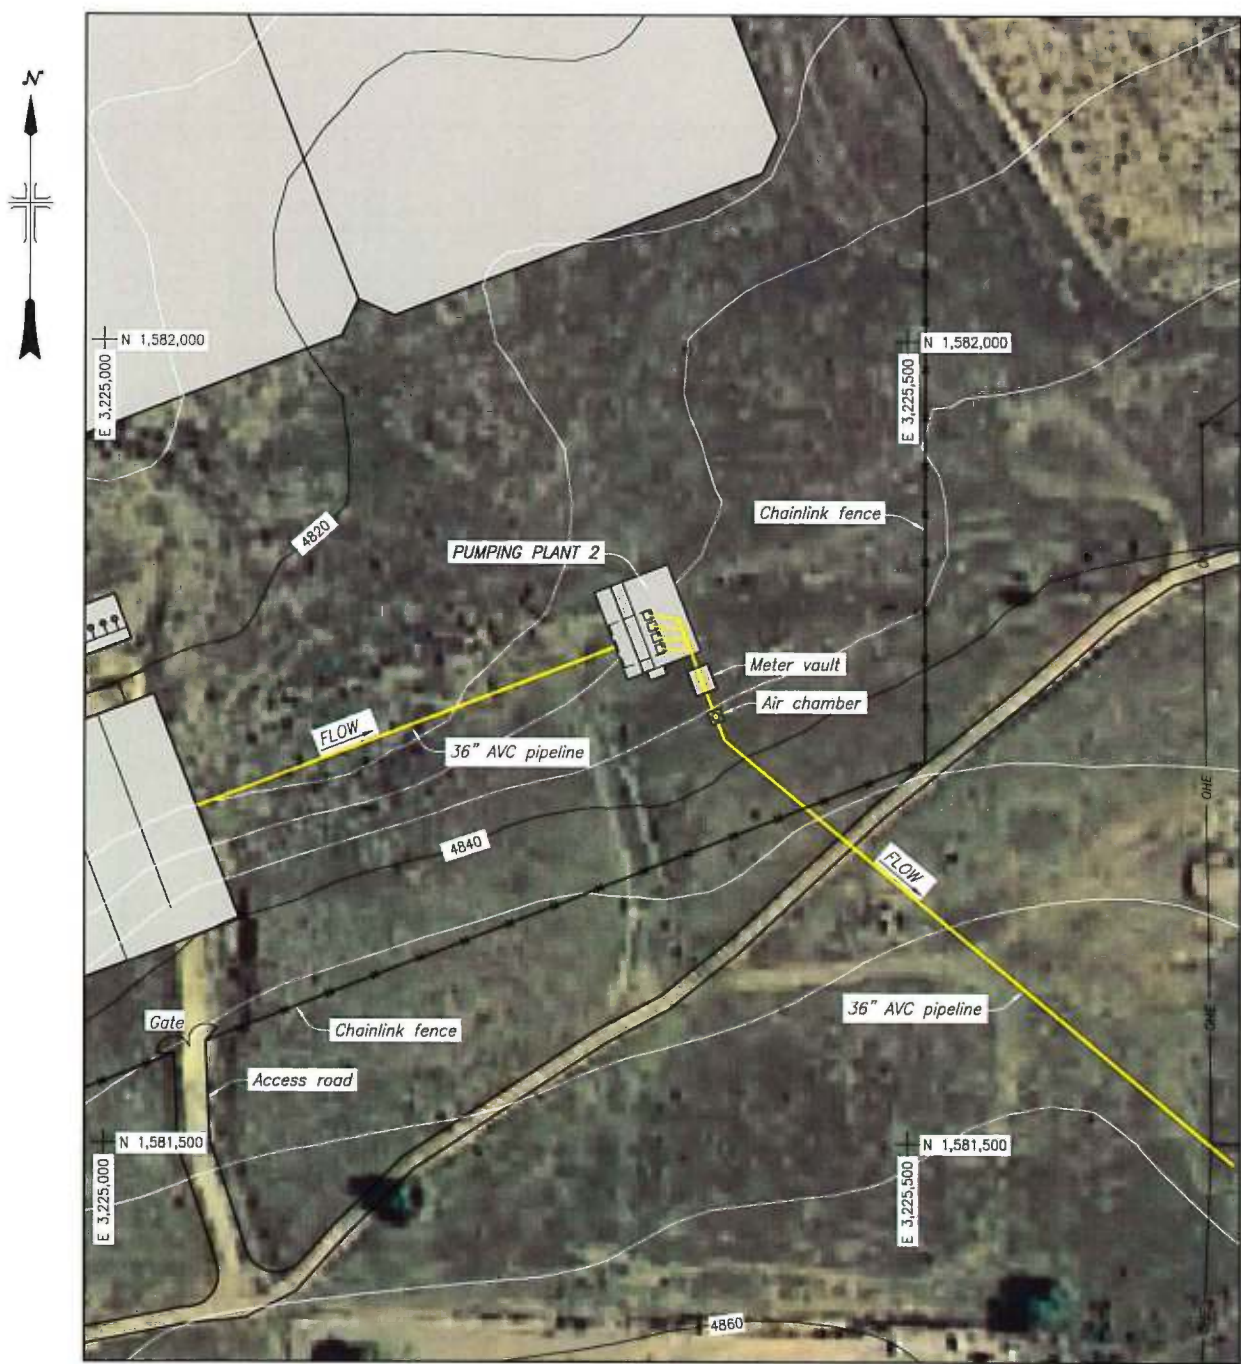 N
N 1,582,000
E 3,225,000
N 1,582,000
E 3,225,500
4820
Chainlink fence
PUMPING PLANT 2
Meter vault
Air chamber
FLOW
36" AVC pipeline
OHE
4840
FLOW
36" AVC pipeline
OHE
Gate
Chainlink fence
Access road
N 1,581,500
E 3,225,000
N 1,581,500
E 3,225,500
4860